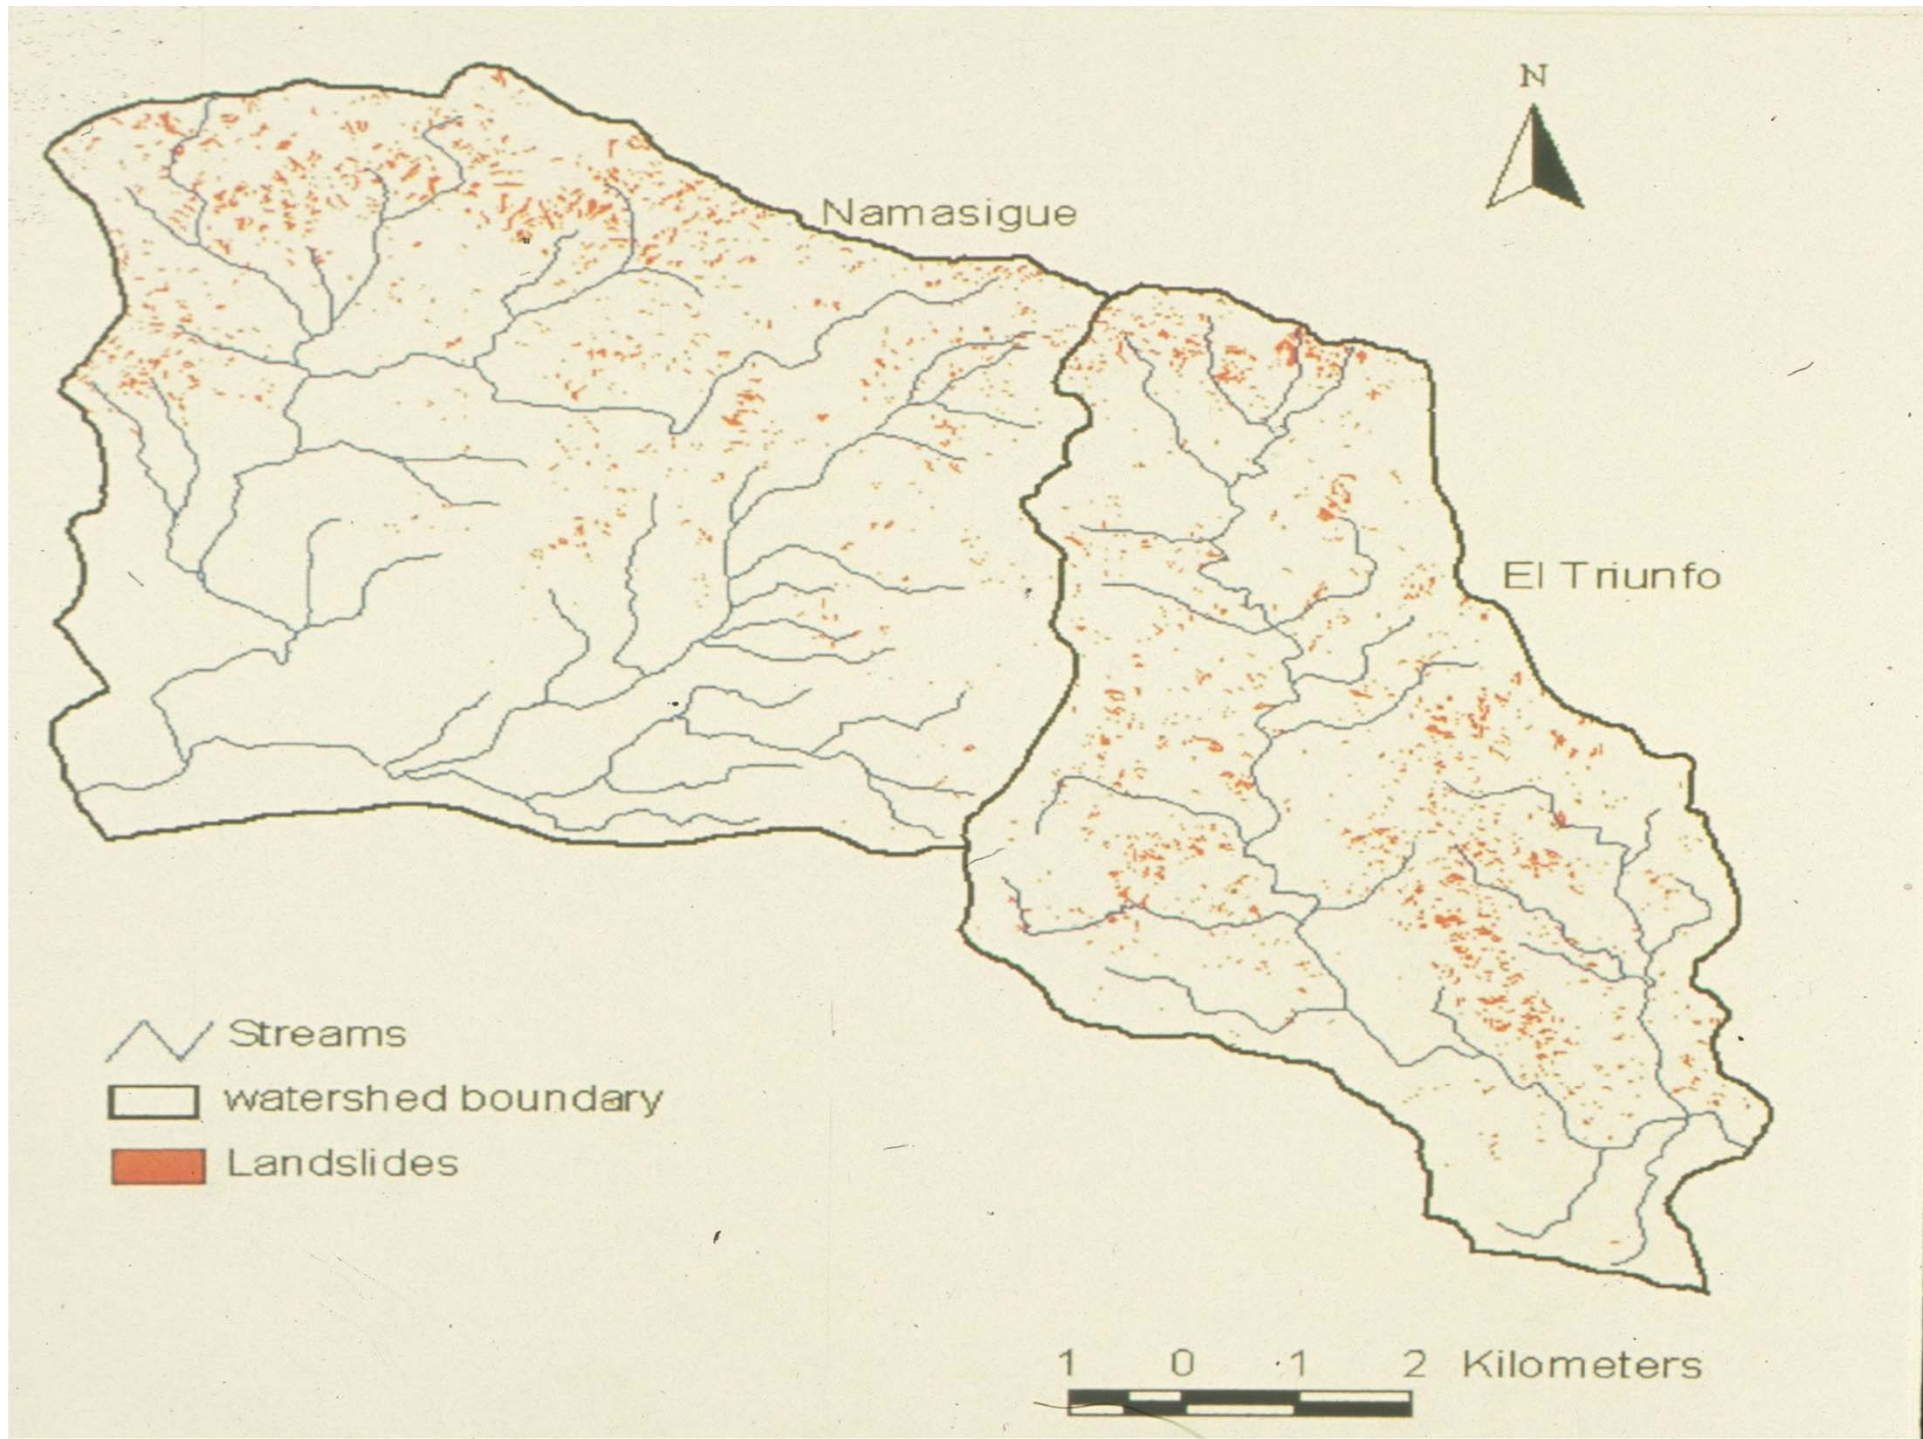 N
Namasigue
El Triunfo
Streams
watershed boundary
Landslides
1 0 1 2 Kilometers